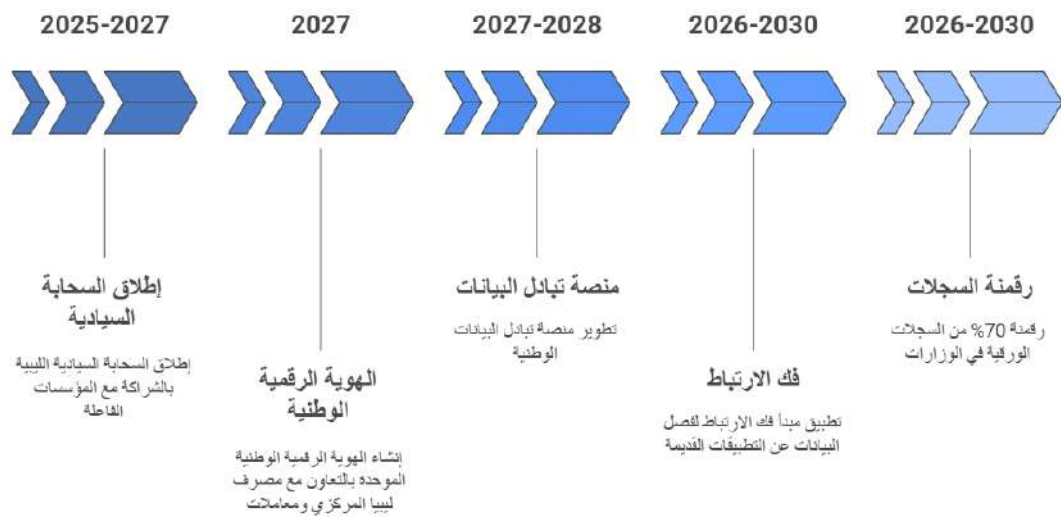 2025-2027
إطلاق السحابة
السيادية
إطلاق السحابة السيادية الليبية
بالشراكة مع المؤسسات
الفاعلة
2027
الهوية الرقمية
الوطنية
إنشاء الهوية الرقمية الوطنية
الموحدة بالتعاون مع مصرف
ليبيا المركزي ومعاملات
2027-2028
منصة تبادل البيانات
تطوير منصة تبادل البيانات
الوطنية
2026-2030
فك الارتباط
تطبيق مبدأ فك الارتباط لفصل
البيانات عن التطبيقات القديمة
2026-2030
رقمنة السجلات
رقمنة 70% من السجلات
الورقية في الوزارات